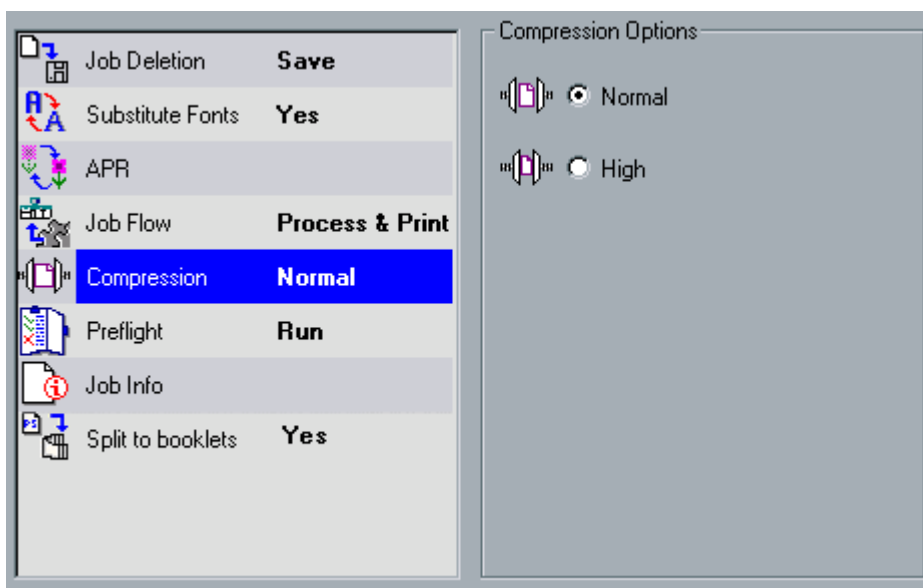 Job Deletion Save
Substitute Fonts Yes
APR
Job Flow Process & Print
Compression Normal
Preflight Run
Job Info
Split to booklets Yes
Compression Options
Normal
High